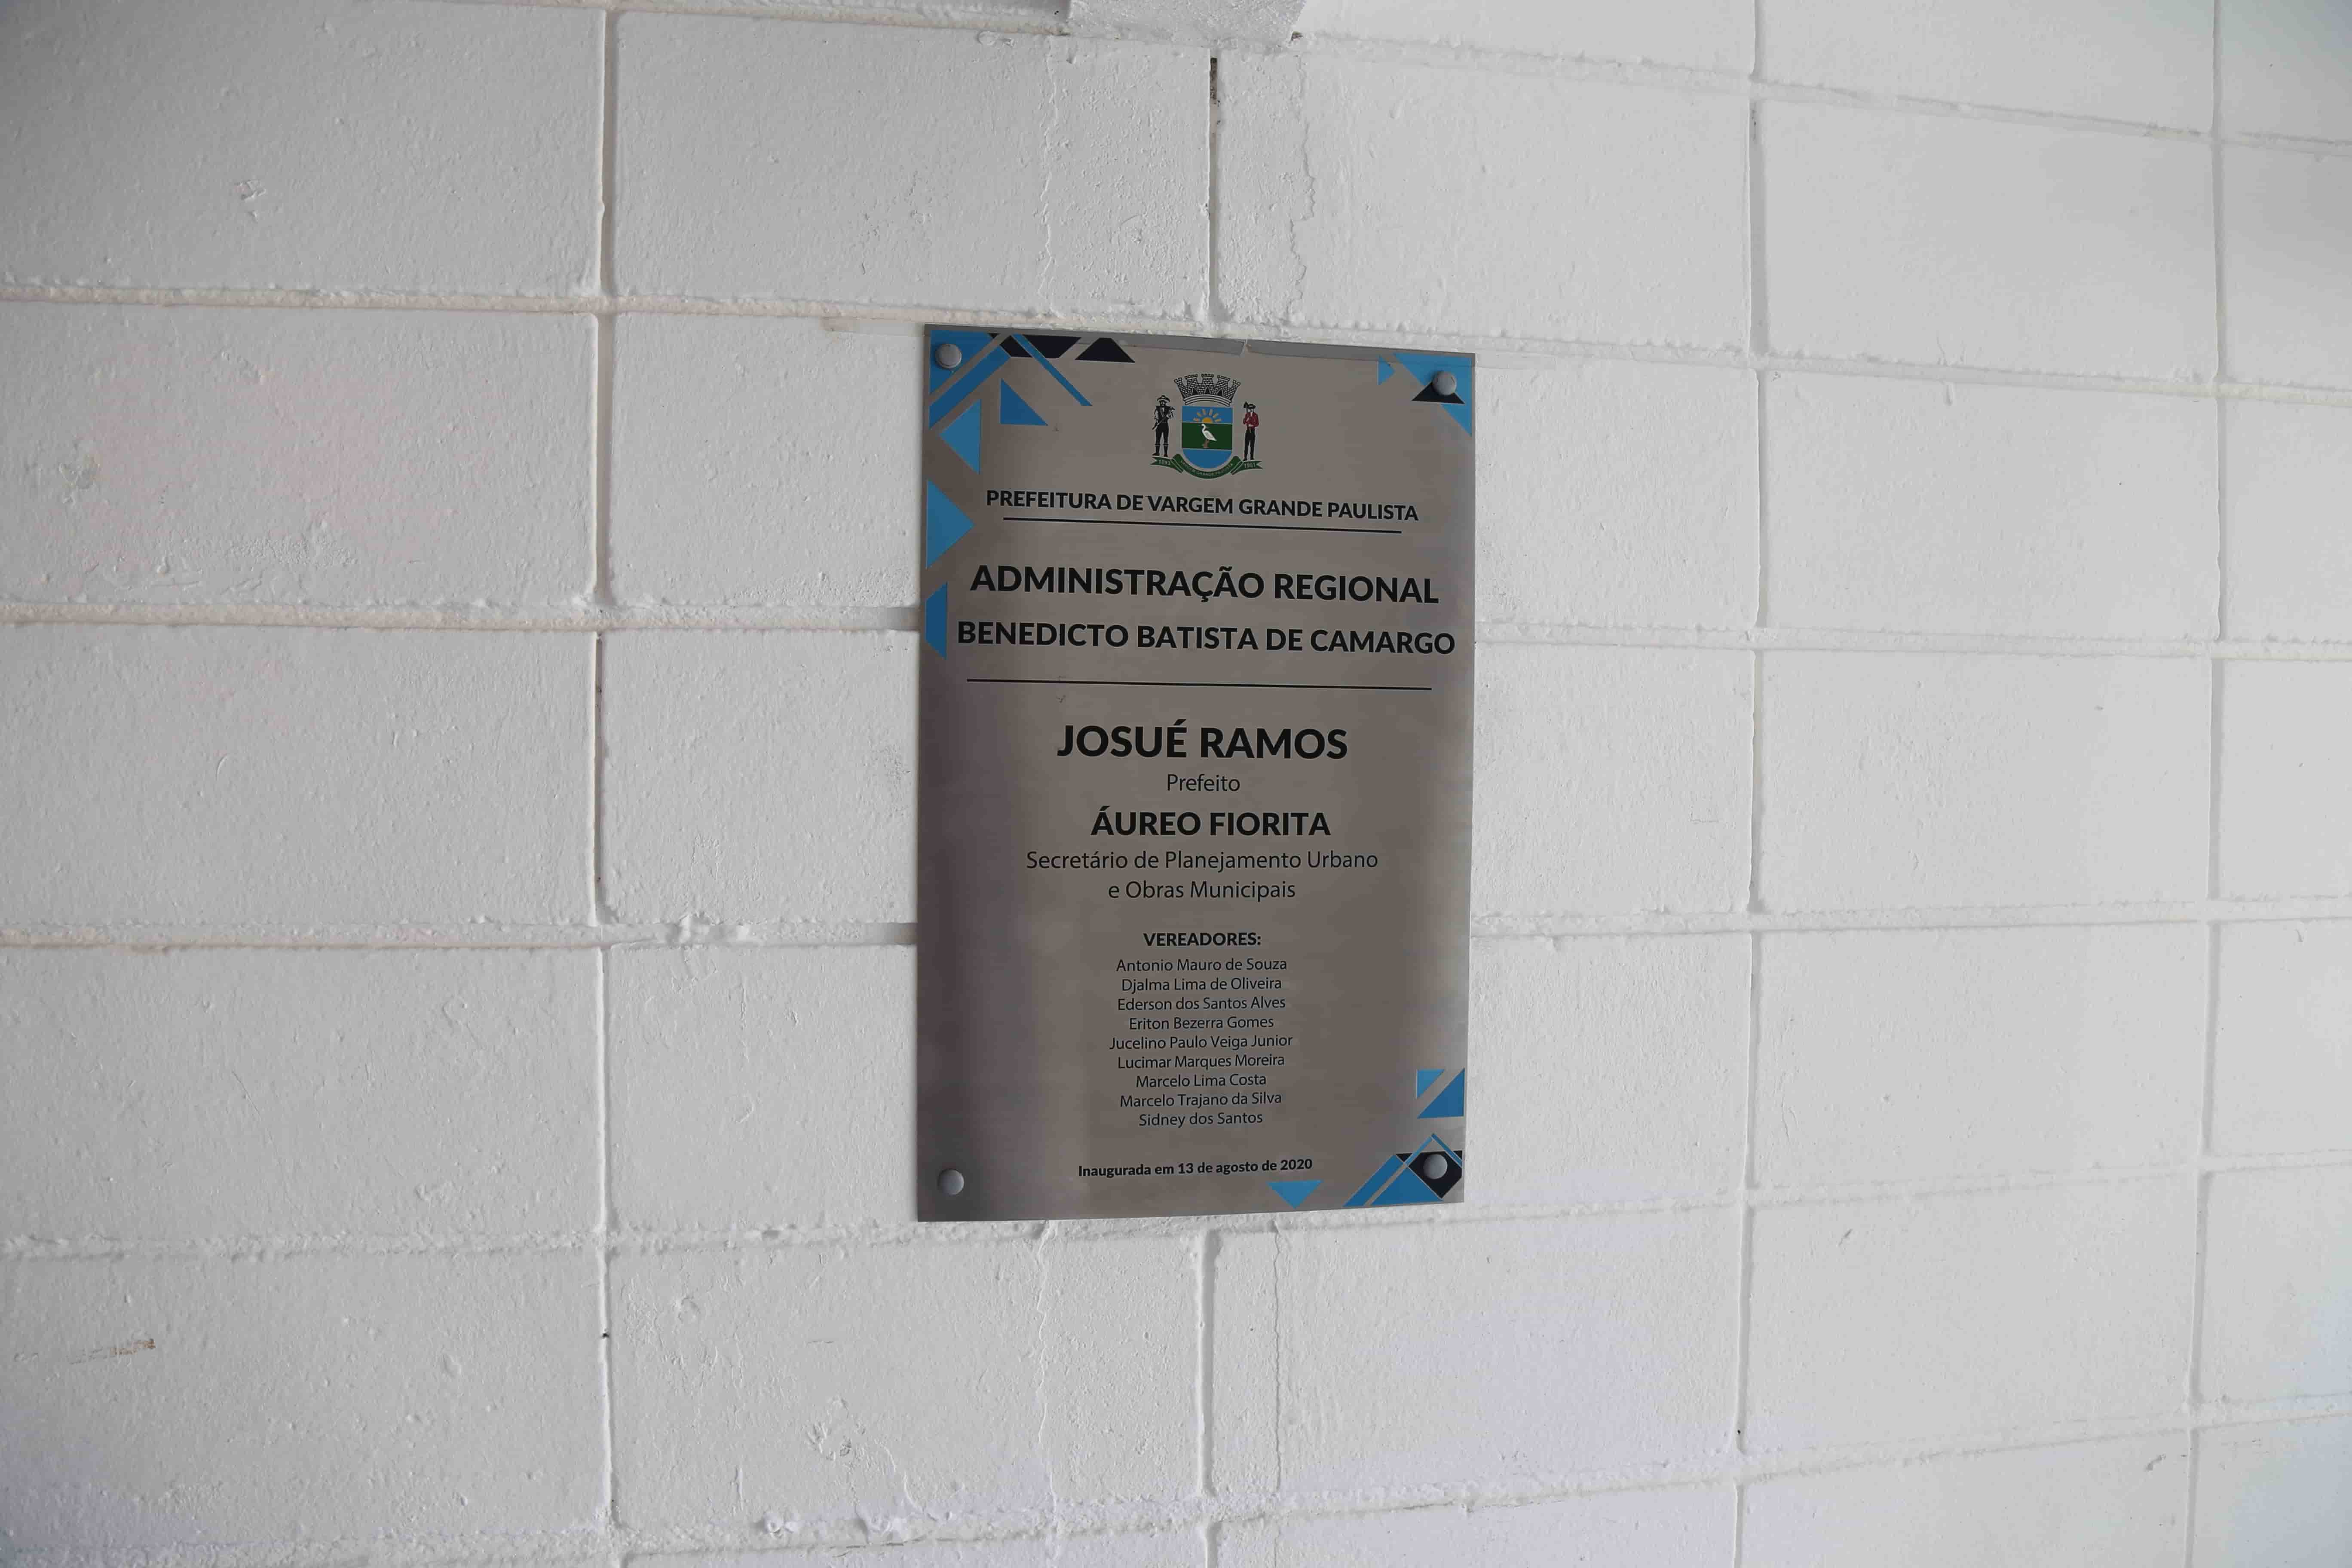 PREFEITURA DE VARGEM GRANDE PAULISTA
ADMINISTRAÇÃO REGIONAL
BENEDICTO BATISTA DE CAMARGO
JOSUÉ RAMOS
Prefeito
ÁUREO FIORITA
Secretário de Planejamento Urbano
e Obras Municipais
VEREADORES:
Antonio Mauro de Souza
Djalma Lima de Oliveira
Ederson dos Santos Alves
Eriton Bezerra Gomes
Jucelino Paulo Veiga Junior
Lucimar Marques Moreira
Marcelo Lima Costa
Marcelo Trajano da Silva
Sidney dos Santos
Inaugurada em 13 de agosto de 2020